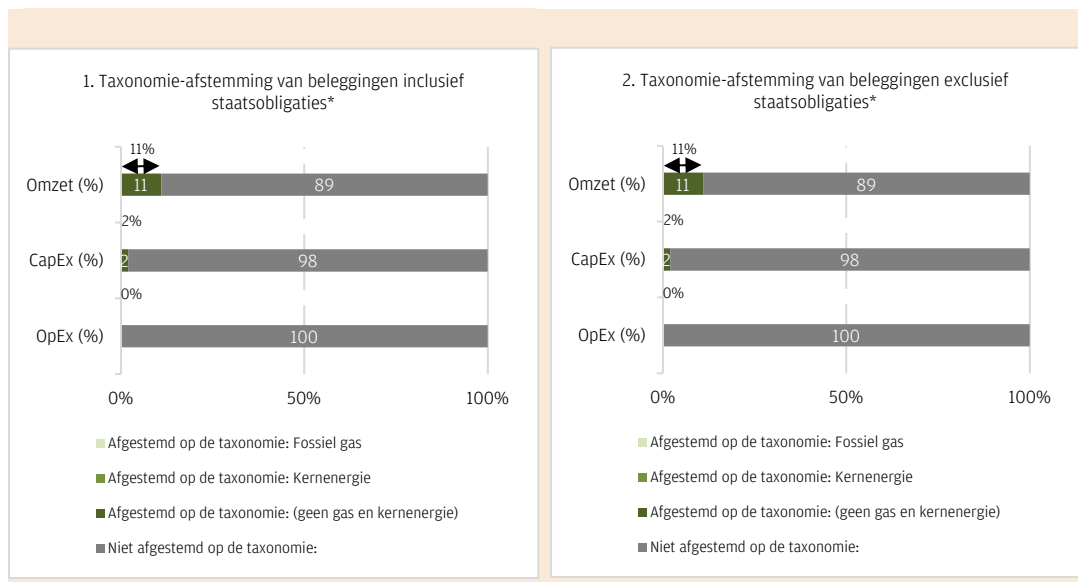 1. Taxonomie-afstemming van beleggingen inclusief
staatsobligaties*
11%
Omzet (%)
11
89
2%
CapEx (%)
2
98
0%
OpEx (%)
100
0%
50%
100%
Afgestemd op de taxonomie: Fossiel gas
Afgestemd op de taxonomie: Kernenergie
Afgestemd op de taxonomie: (geen gas en kernenergie)
Niet afgestemd op de taxonomie:
2. Taxonomie-afstemming van beleggingen exclusief
staatsobligaties*
11%
Omzet (%)
11
89
2%
CapEx (%)
2
98
0%
OpEx (%)
100
0%
50%
100%
Afgestemd op de taxonomie: Fossiel gas
Afgestemd op de taxonomie: Kernenergie
Afgestemd op de taxonomie: (geen gas en kernenergie)
Niet afgestemd op de taxonomie: